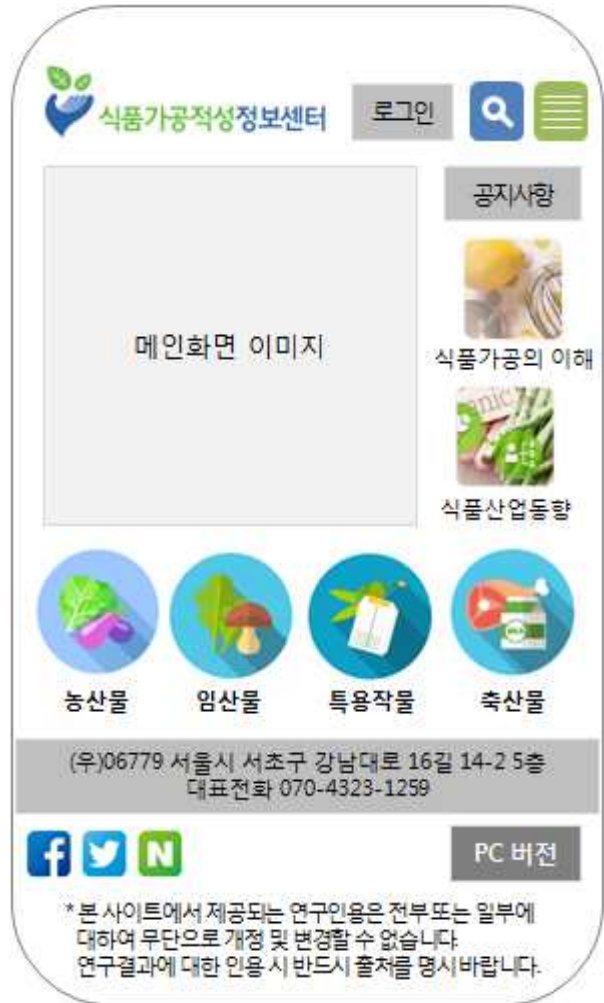 식품가공적성정보센터
로그인
공지사항
메인화면 이미지
식품가공의 이해
식품산업동향
농산물
임산물
특용작물
축산물
(우)06779 서울시 서초구 강남대로 16길 14-2 5층
대표전화 070-4323-1259
N
PC 버전
* 본 사이트에서 제공되는 연구인용은 전부 또는 일부에
대하여 무단으로 개정 및 변경할 수 없습니다.
연구결과에 대한 인용 시 반드시 출처를 명시 바랍니다.